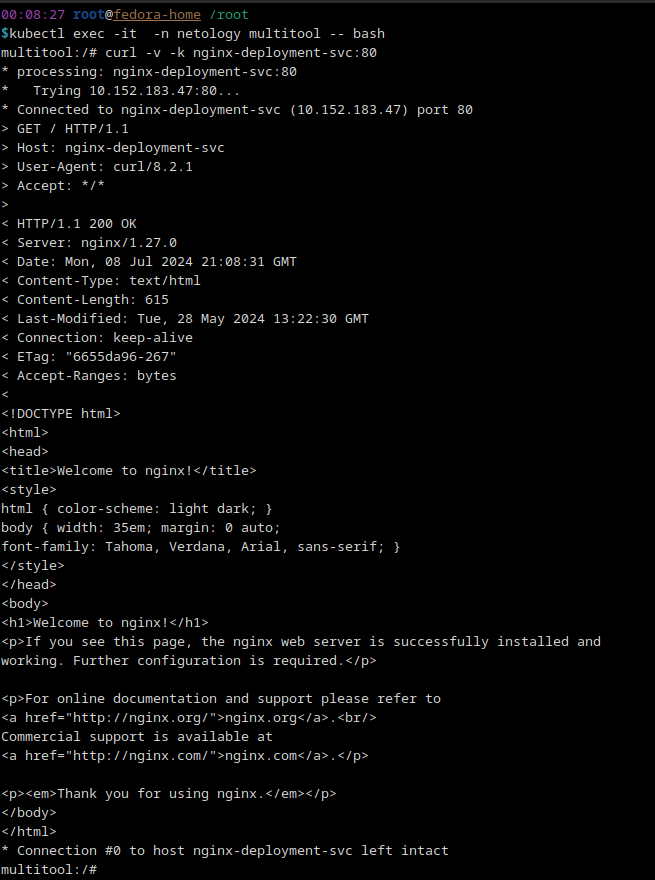 00:08:27 root@fedora-home /root
$kubectl exec -it  -n netology multitool -- bash
multitool:/# curl -v -k nginx-deployment-svc:80
* processing: nginx-deployment-svc:80
*   Trying 10.152.183.47:80...
* Connected to nginx-deployment-svc (10.152.183.47) port 80
> GET / HTTP/1.1
> Host: nginx-deployment-svc
> User-Agent: curl/8.2.1
> Accept: */*
>
< HTTP/1.1 200 OK
< Server: nginx/1.27.0
< Date: Mon, 08 Jul 2024 21:08:31 GMT
< Content-Type: text/html
< Content-Length: 615
< Last-Modified: Tue, 28 May 2024 13:22:30 GMT
< Connection: keep-alive
< ETag: "6655da96-267"
< Accept-Ranges: bytes
<
<!DOCTYPE html>
<html>
<head>
<title>Welcome to nginx!</title>
<style>
html { color-scheme: light dark; }
body { width: 35em; margin: 0 auto;
font-family: Tahoma, Verdana, Arial, sans-serif; }
</style>
</head>
<body>
<h1>Welcome to nginx!</h1>
<p>If you see this page, the nginx web server is successfully installed and
working. Further configuration is required.</p>

<p>For online documentation and support please refer to
<a href="http://nginx.org/">nginx.org</a>.<br/>
Commercial support is available at
<a href="http://nginx.com/">nginx.com</a>.</p>

<p><em>Thank you for using nginx.</em></p>
</body>
</html>
* Connection #0 to host nginx-deployment-svc left intact
multitool:/#